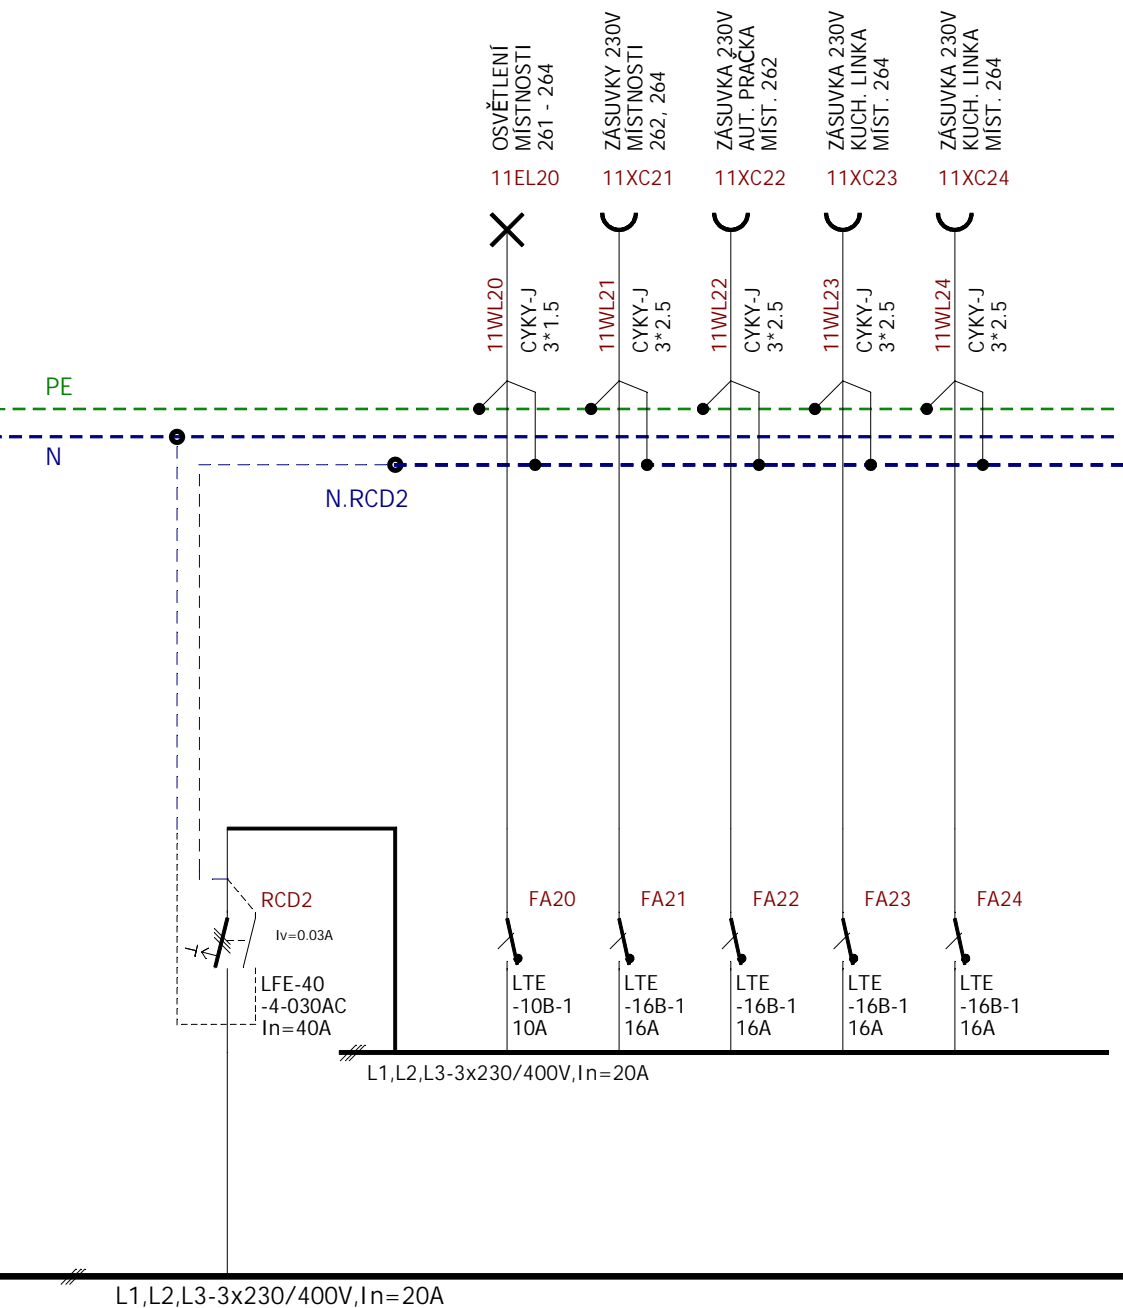 OSVĚTLENÍ
MÍSTNOSTI
261 - 264
ZÁSUVKY 230V
MÍSTNOSTI
262, 264
ZÁSUVKA 230V
AUT. PRAČKA
MÍST. 262
ZÁSUVKA 230V
KUCH. LINKA
MÍST. 264
ZÁSUVKA 230V
KUCH. LINKA
MÍST. 264
11EL20
11XC21
11XC22
11XC23
11XC24
11WL20
CYKY-J
3*1.5
11WL21
CYKY-J
3*2.5
11WL22
CYKY-J
3*2.5
11WL23
CYKY-J
3*2.5
11WL24
CYKY-J
3*2.5
PE
N
N.RCD2
RCD2
Iv=0.03A
LFE-40
-4-030AC
In=40A
FA20
LTE
-10B-1
10A
FA21
LTE
-16B-1
16A
FA22
LTE
-16B-1
16A
FA23
LTE
-16B-1
16A
FA24
LTE
-16B-1
16A
L1,L2,L3-3x230/400V,In=20A
L1,L2,L3-3x230/400V,In=20A